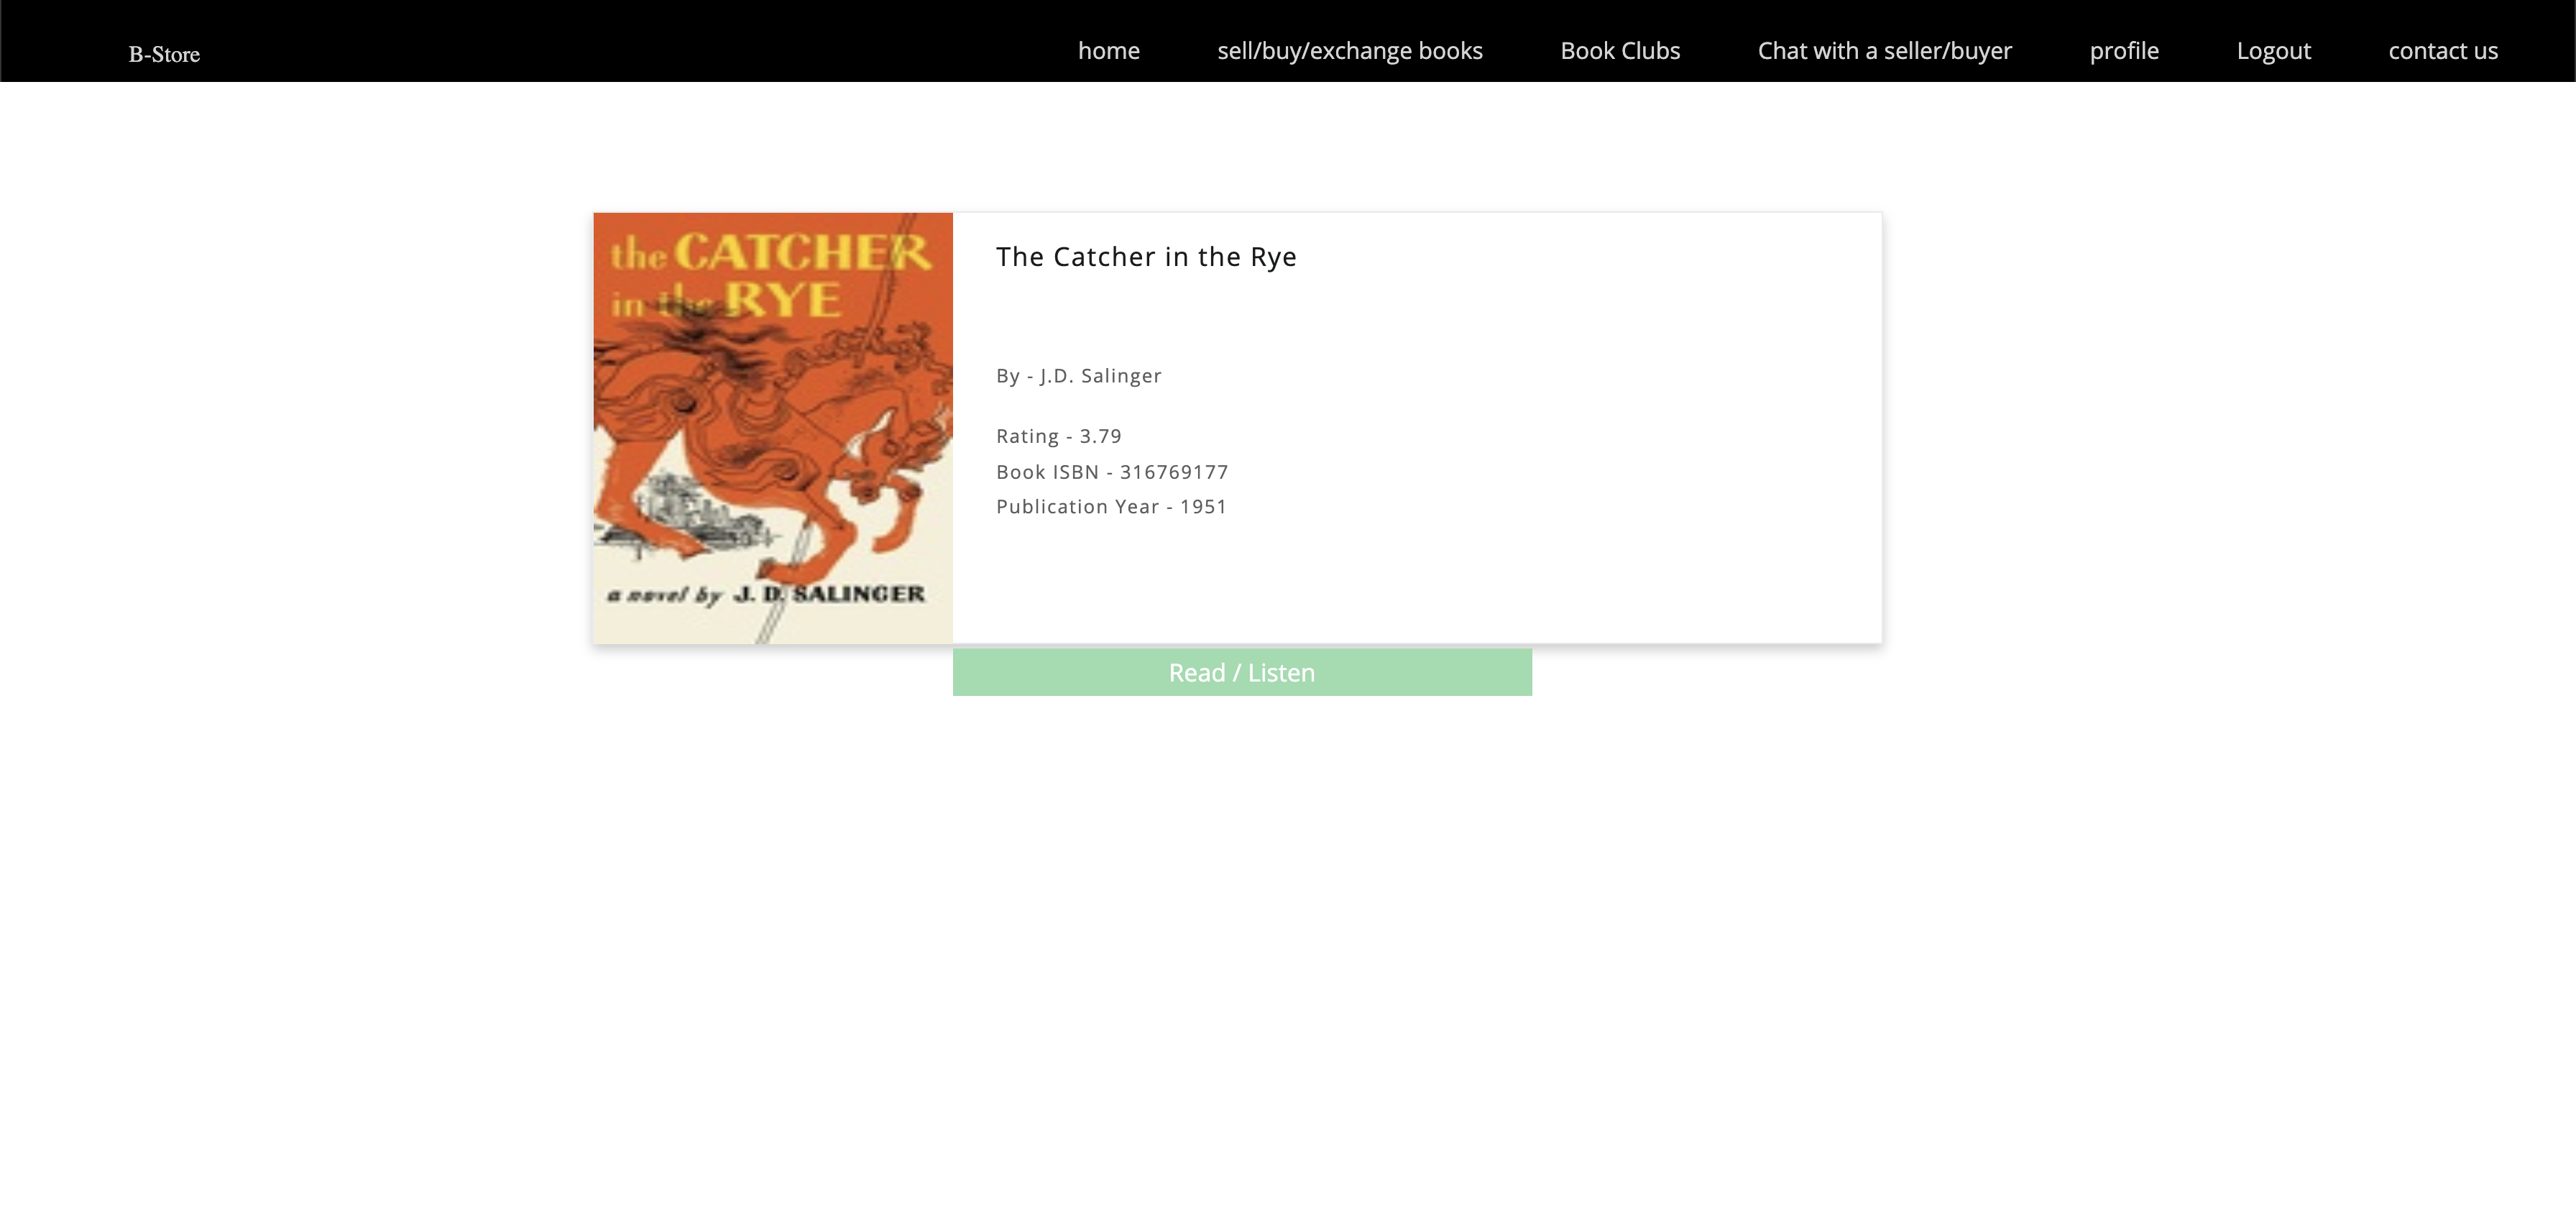 B-Store
home sell/buy/exchange books Book Clubs Chat with a seller/buyer profile Logout contact us
the CATCHER
in the RYE
a novel by J. D. SALINGER
The Catcher in the Rye
By - J.D. Salinger
Rating - 3.79
Book ISBN - 316769177
Publication Year - 1951
Read / Listen